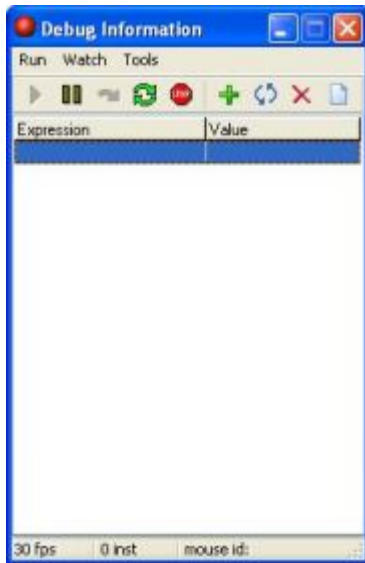 Debug Information
Run Watch Tools
STOP
Expression Value
30 fps 0 inst mouse id: